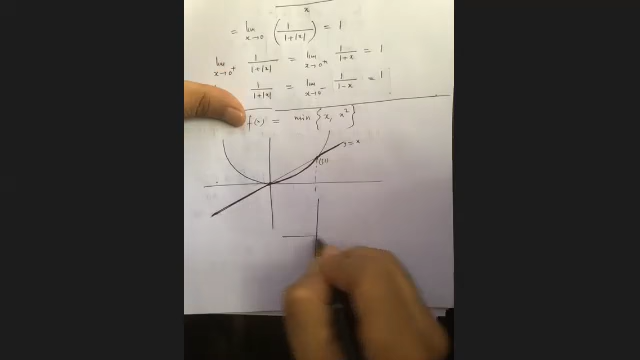 x
= lim x→0 (1/(1+|x|)) = 1
lim x→0+ 1/(1+|x|) = lim x→0+ 1/(1+x) = 1
1/(1+|x|) = lim x→0- 1/(1-x) = 1
f(x) = min {x, x²}
y=x
(1,1)